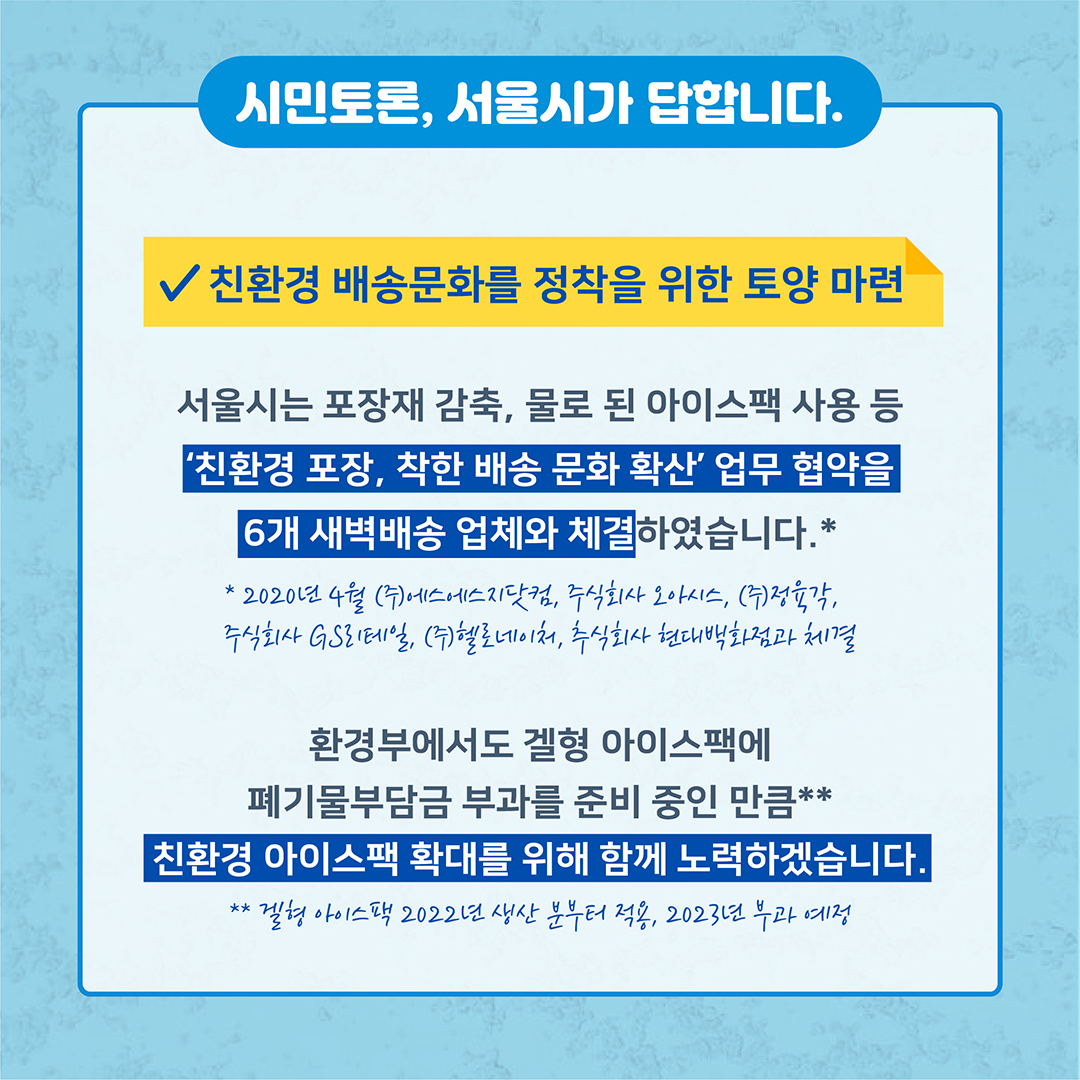 시민토론, 서울시가 답합니다.
✓ 친환경 배송문화를 정착을 위한 토양 마련
서울시는 포장재 감축, 물로 된 아이스팩 사용 등
‘친환경 포장, 착한 배송 문화 확산’ 업무 협약을
6개 새벽배송 업체와 체결하였습니다.*
* 2020년 4월 (주)에스에스지닷컴, 주식회사 오아시스, (주)정육각,
주식회사 GS리테일, (주)헬로네이처, 주식회사 현대백화점과 체결
환경부에서도 겔형 아이스팩에
폐기물부담금 부과를 준비 중인 만큼**
친환경 아이스팩 확대를 위해 함께 노력하겠습니다.
** 겔형 아이스팩 2022년 생산 분부터 적용, 2023년 부과 예정